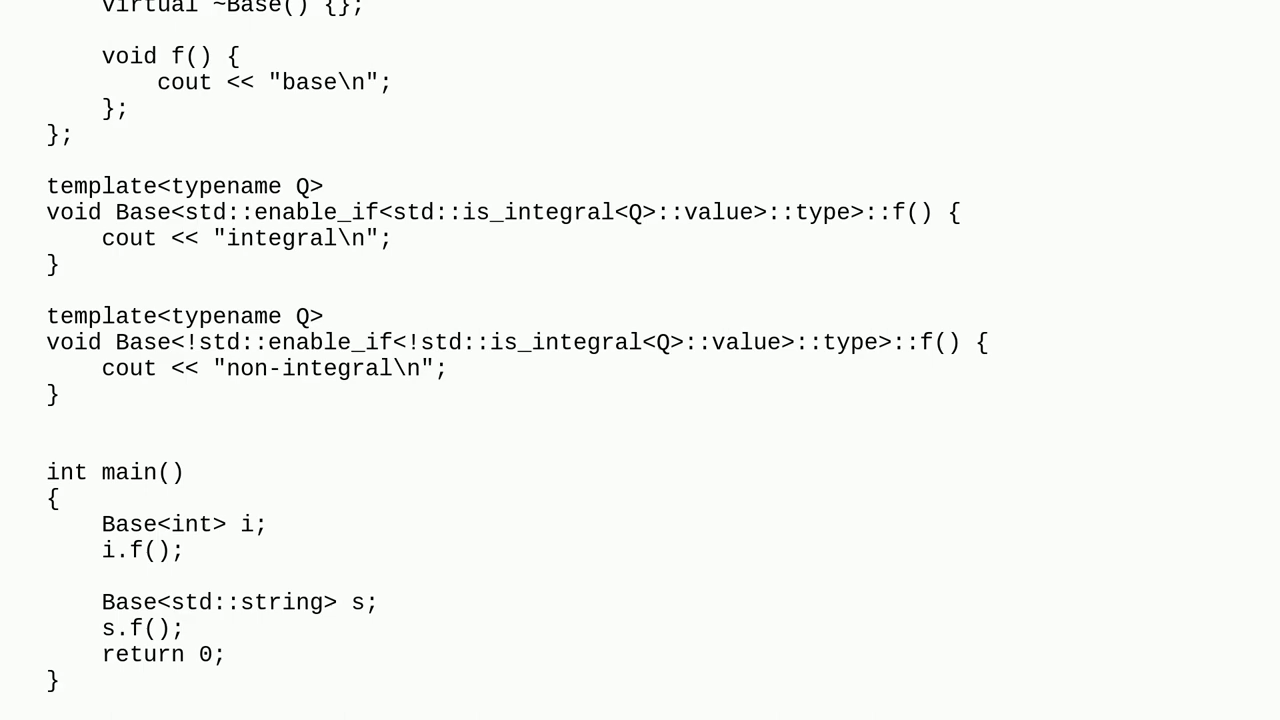 virtual ~Base() {};
void f() {
cout << "base\n";
};
};
template<typename Q>
void Base<std::enable_if<std::is_integral<Q>::value>::type>::f() {
cout << "integral\n";
}
template<typename Q>
void Base<!std::enable_if<!std::is_integral<Q>::value>::type>::f() {
cout << "non-integral\n";
}
int main()
{
Base<int> i;
i.f();
Base<std::string> s;
s.f();
return 0;
}